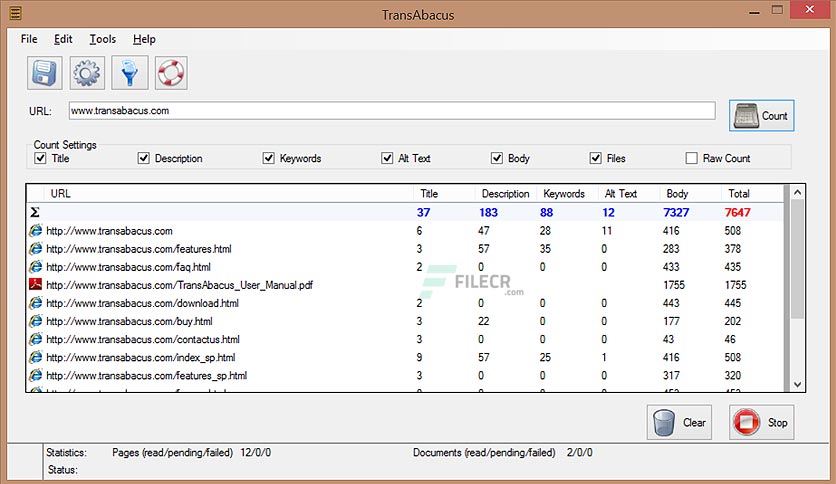 TransAbacus
File Edit Tools Help
URL: www.transabacus.com Count
Count Settings
Title Description Keywords Alt Text Body Files Raw Count
URL Title Description Keywords Alt Text Body Total
Σ 37 183 88 12 7327 7647
http://www.transabacus.com 6 47 28 11 416 508
http://www.transabacus.com/features.html 3 57 35 0 283 378
http://www.transabacus.com/faq.html 2 0 0 0 433 435
http://www.transabacus.com/TransAbacus_User_Manual.pdf 1755 1755
FILECR
.com
http://www.transabacus.com/download.html 2 0 0 0 443 445
http://www.transabacus.com/buy.html 3 22 0 0 177 202
http://www.transabacus.com/contactus.html 3 0 0 0 43 46
http://www.transabacus.com/index_sp.html 9 57 25 1 416 508
http://www.transabacus.com/features_sp.html 3 0 0 0 317 320
Clear Stop
Statistics: Pages (read/pending/failed) 12/0/0 Documents (read/pending/failed) 2/0/0
Status: